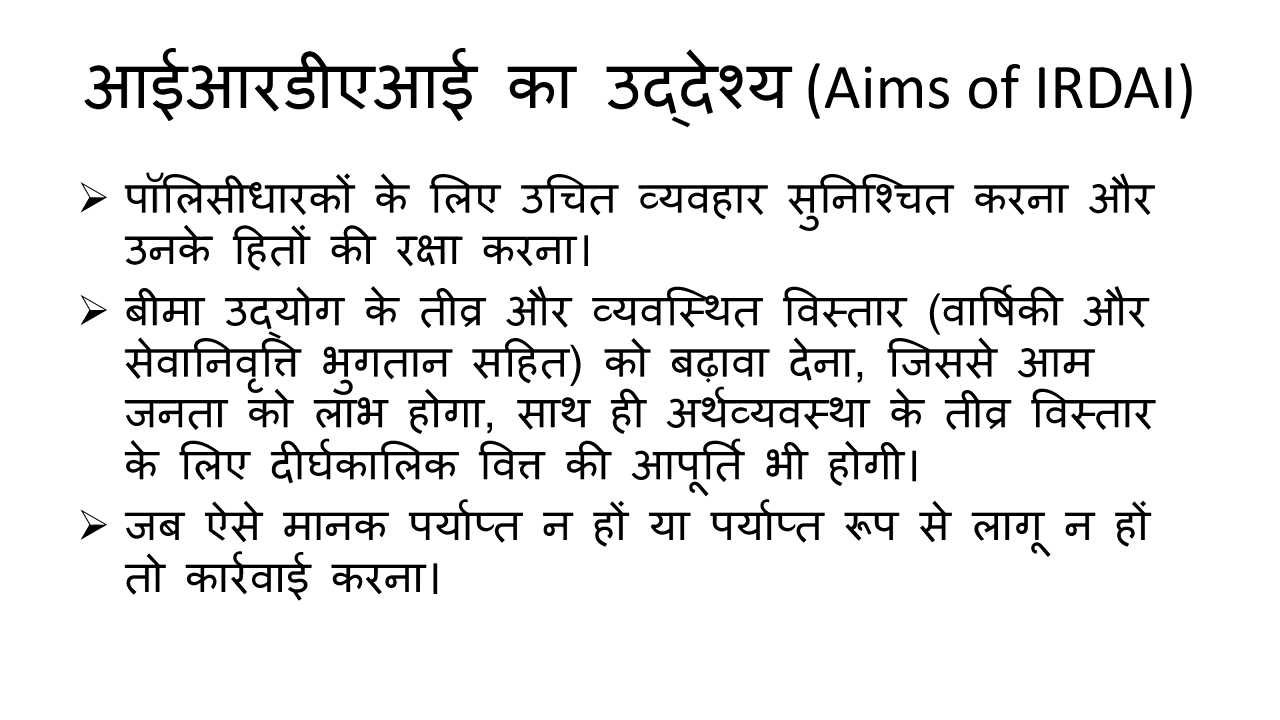 आईआरडीएआई का उद्देश्य (Aims of IRDAI)
➢ पॉलिसीधारकों के लिए उचित व्यवहार सुनिश्चित करना और
उनके हितों की रक्षा करना।
➢ बीमा उद्योग के तीव्र और व्यवस्थित विस्तार (वार्षिकी और
सेवानिवृत्ति भुगतान सहित) को बढ़ावा देना, जिससे आम
जनता को लाभ होगा, साथ ही अर्थव्यवस्था के तीव्र विस्तार
के लिए दीर्घकालिक वित्त की आपूर्ति भी होगी।
➢ जब ऐसे मानक पर्याप्त न हों या पर्याप्त रूप से लागू न हों
तो कार्रवाई करना।